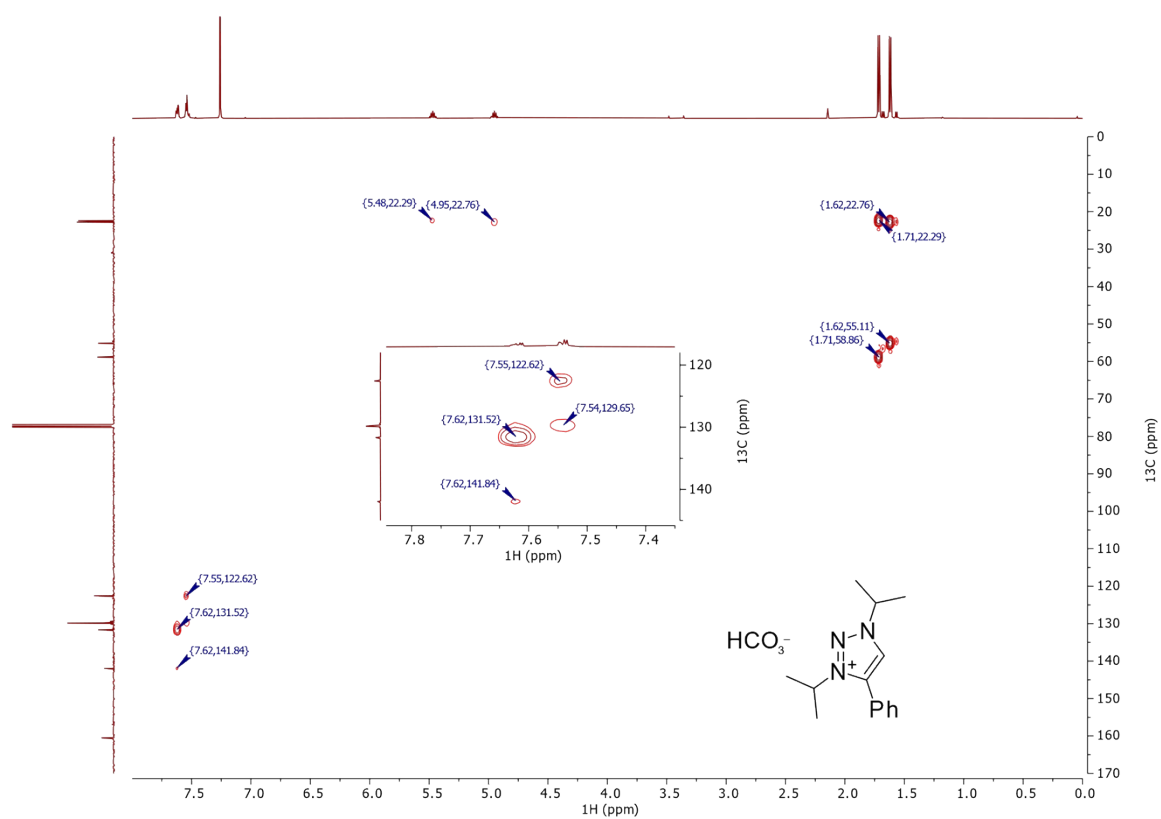 {5.48,22.29} {4.95,22.76} {1.62,22.76}
{1.71,22.29}
{1.62,55.11}
{1.71,58.86}
{7.55,122.62}
{7.54,129.65}
{7.62,131.52}
{7.62,141.84}
120
130
140
13C (ppm)
7.8 7.7 7.6 7.5 7.4
1H (ppm)
{7.55,122.62}
{7.62,131.52}
{7.62,141.84}
HCO3−
N
N
N+
Ph
0
10
20
30
40
50
60
70
80
90
100
110
120
130
140
150
160
170
13C (ppm)
7.5 7.0 6.5 6.0 5.5 5.0 4.5 4.0 3.5 3.0 2.5 2.0 1.5 1.0 0.5 0.0
1H (ppm)